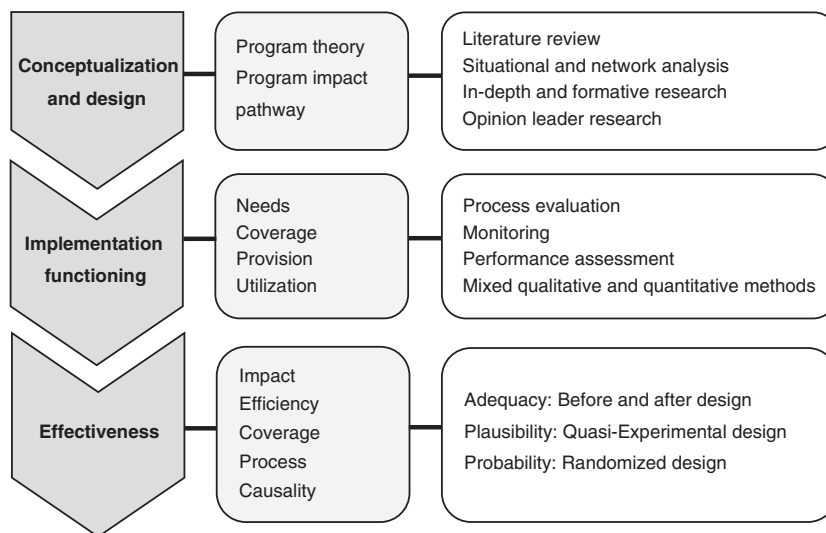 Conceptualization
and design
Program theory
Program impact
pathway
Literature review
Situational and network analysis
In-depth and formative research
Opinion leader research
Implementation
functioning
Needs
Coverage
Provision
Utilization
Process evaluation
Monitoring
Performance assessment
Mixed qualitative and quantitative methods
Effectiveness
Impact
Efficiency
Coverage
Process
Causality
Adequacy: Before and after design
Plausibility: Quasi-Experimental design
Probability: Randomized design